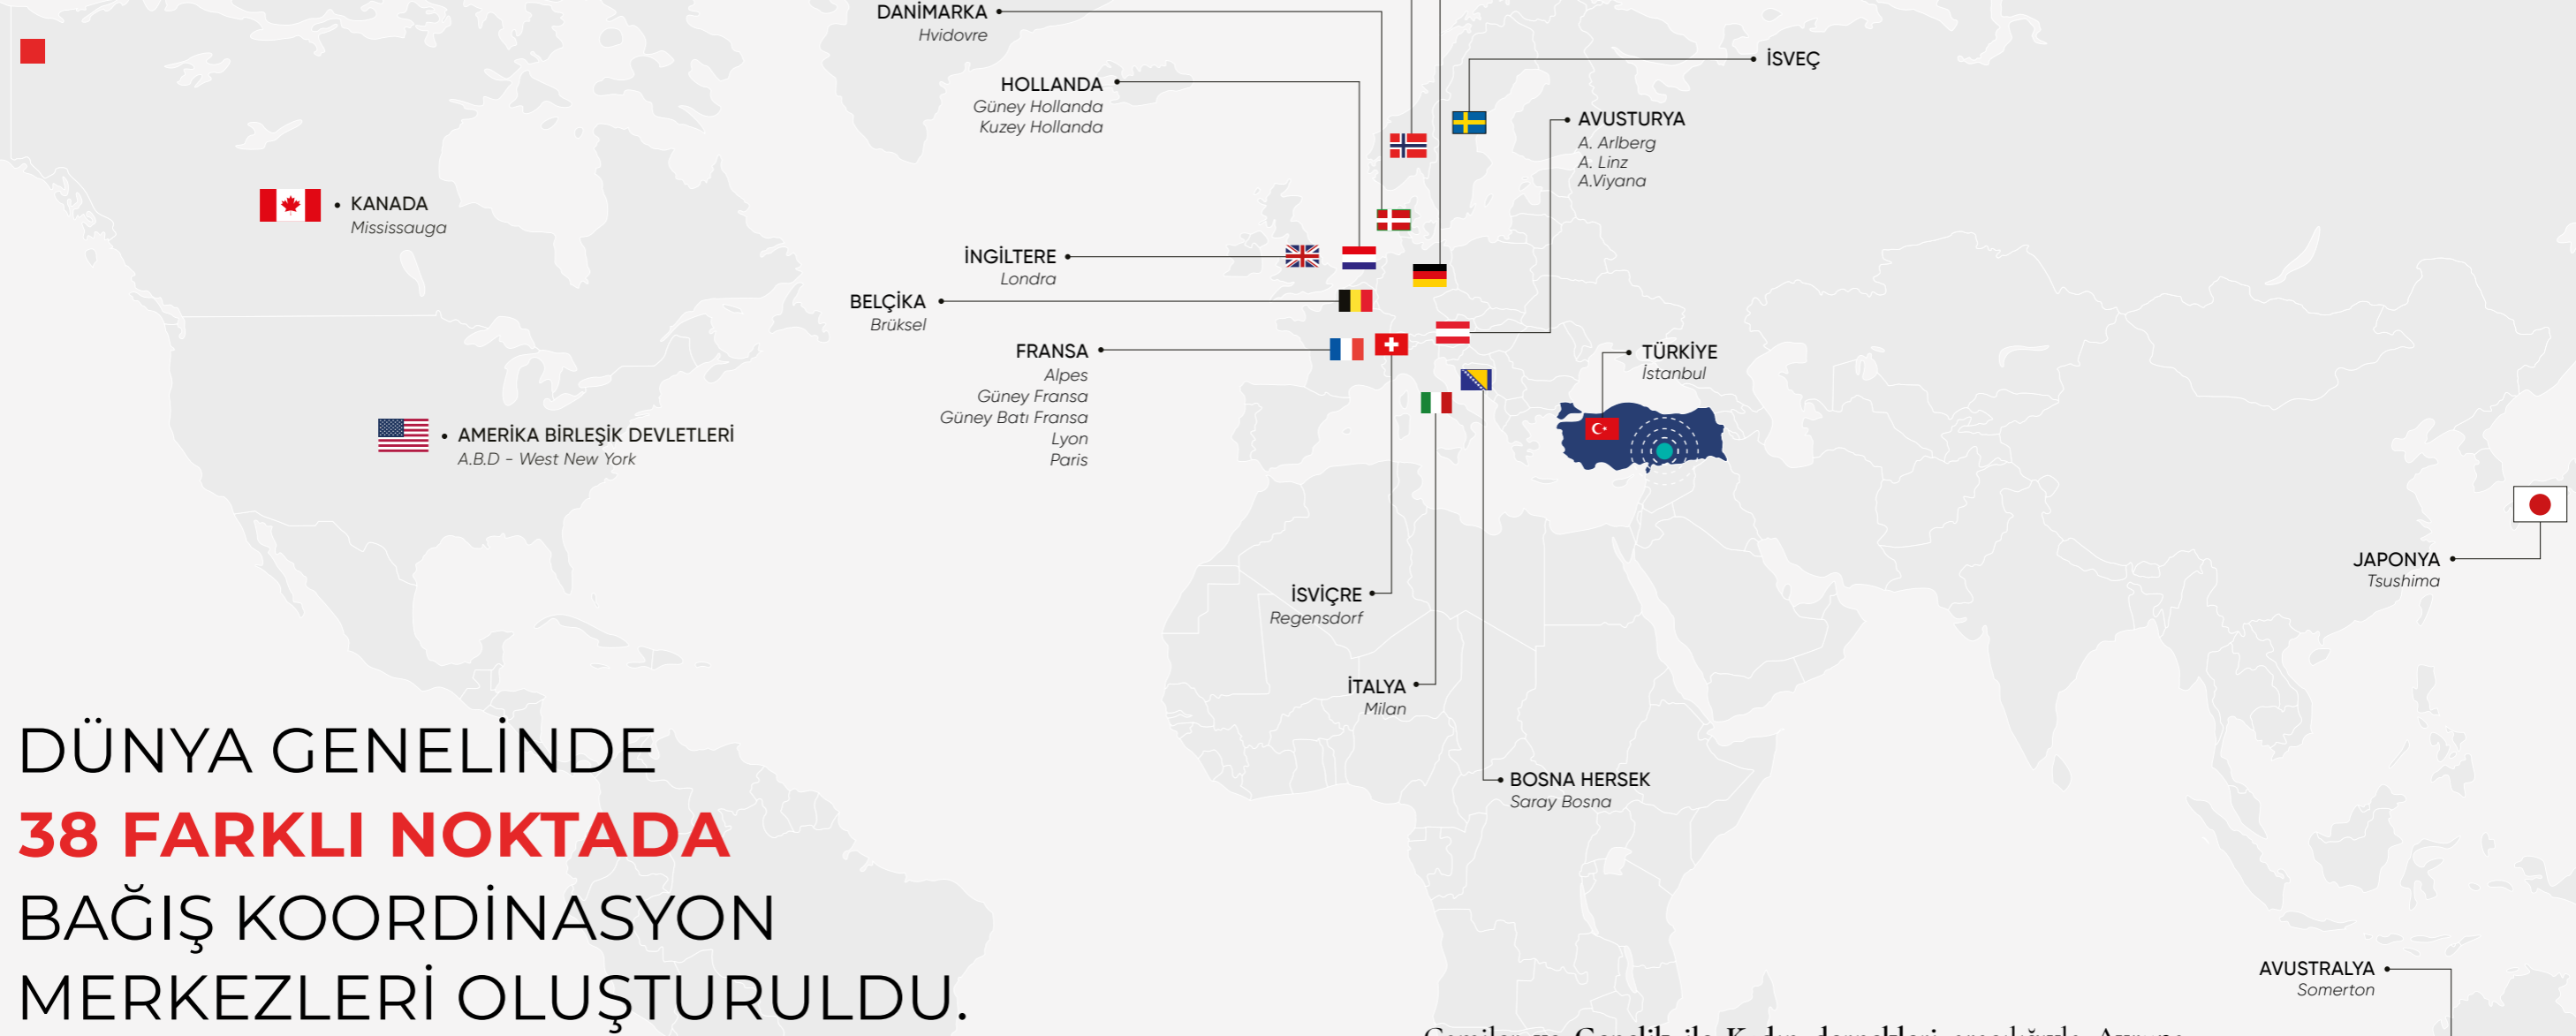 DANİMARKA
Hvidovre
İSVEÇ
HOLLANDA
Güney Hollanda
Kuzey Hollanda
AVUSTURYA
A. Arlberg
A. Linz
A.Viyana
KANADA
Mississauga
İNGİLTERE
Londra
BELÇİKA
Brüksel
FRANSA
Alpes
Güney Fransa
Güney Batı Fransa
Lyon
Paris
TÜRKİYE
İstanbul
AMERİKA BİRLEŞİK DEVLETLERİ
A.B.D - West New York
JAPONYA
Tsushima
İSVİÇRE
Regensdorf
İTALYA
Milan
BOSNA HERSEK
Saray Bosna
DÜNYA GENELİNDE
38 FARKLI NOKTADA
BAĞIŞ KOORDİNASYON
MERKEZLERİ OLUŞTURULDU.
AVUSTRALYA
Somerton